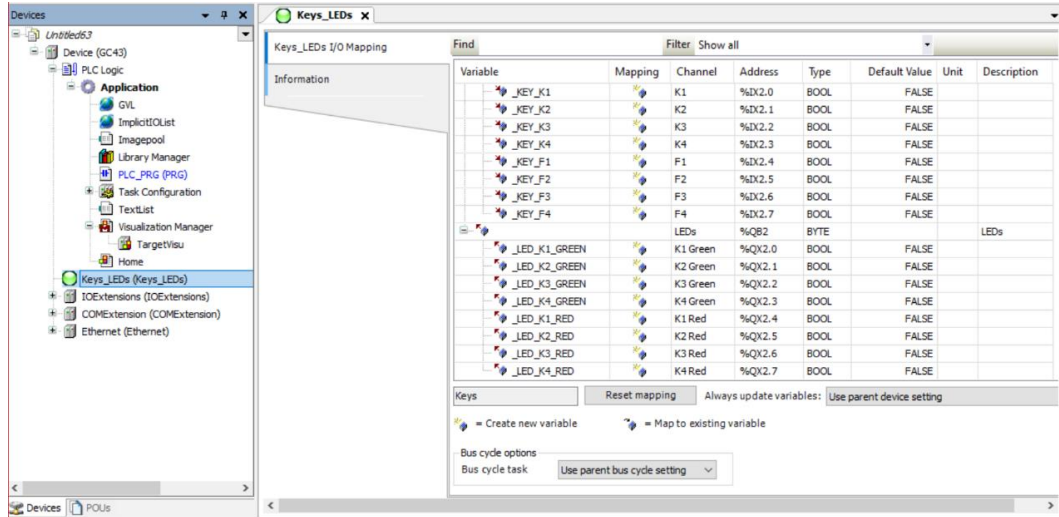 Devices
Untitled63
Device (GC43)
PLC Logic
Application
GVL
ImplicitIOList
Imagepool
Library Manager
PLC_PRG (PRG)
Task Configuration
TextList
Visualization Manager
TargetVisu
Home
Keys_LEDs (Keys_LEDs)
IOExtensions (IOExtensions)
COMExtension (COMExtension)
Ethernet (Ethernet)
Devices POUs
Keys_LEDs X
Keys_LEDs I/O Mapping
Information
Find Filter Show all
Variable Mapping Channel Address Type Default Value Unit Description
_KEY_K1 K1 %IX2.0 BOOL FALSE
_KEY_K2 K2 %IX2.1 BOOL FALSE
_KEY_K3 K3 %IX2.2 BOOL FALSE
_KEY_K4 K4 %IX2.3 BOOL FALSE
_KEY_F1 F1 %IX2.4 BOOL FALSE
_KEY_F2 F2 %IX2.5 BOOL FALSE
_KEY_F3 F3 %IX2.6 BOOL FALSE
_KEY_F4 F4 %IX2.7 BOOL FALSE
LEDs %QB2 BYTE LEDs
_LED_K1_GREEN K1 Green %QX2.0 BOOL FALSE
_LED_K2_GREEN K2 Green %QX2.1 BOOL FALSE
_LED_K3_GREEN K3 Green %QX2.2 BOOL FALSE
_LED_K4_GREEN K4 Green %QX2.3 BOOL FALSE
_LED_K1_RED K1 Red %QX2.4 BOOL FALSE
_LED_K2_RED K2 Red %QX2.5 BOOL FALSE
_LED_K3_RED K3 Red %QX2.6 BOOL FALSE
_LED_K4_RED K4 Red %QX2.7 BOOL FALSE
Keys Reset mapping Always update variables: Use parent device setting
= Create new variable = Map to existing variable
Bus cycle options
Bus cycle task Use parent bus cycle setting